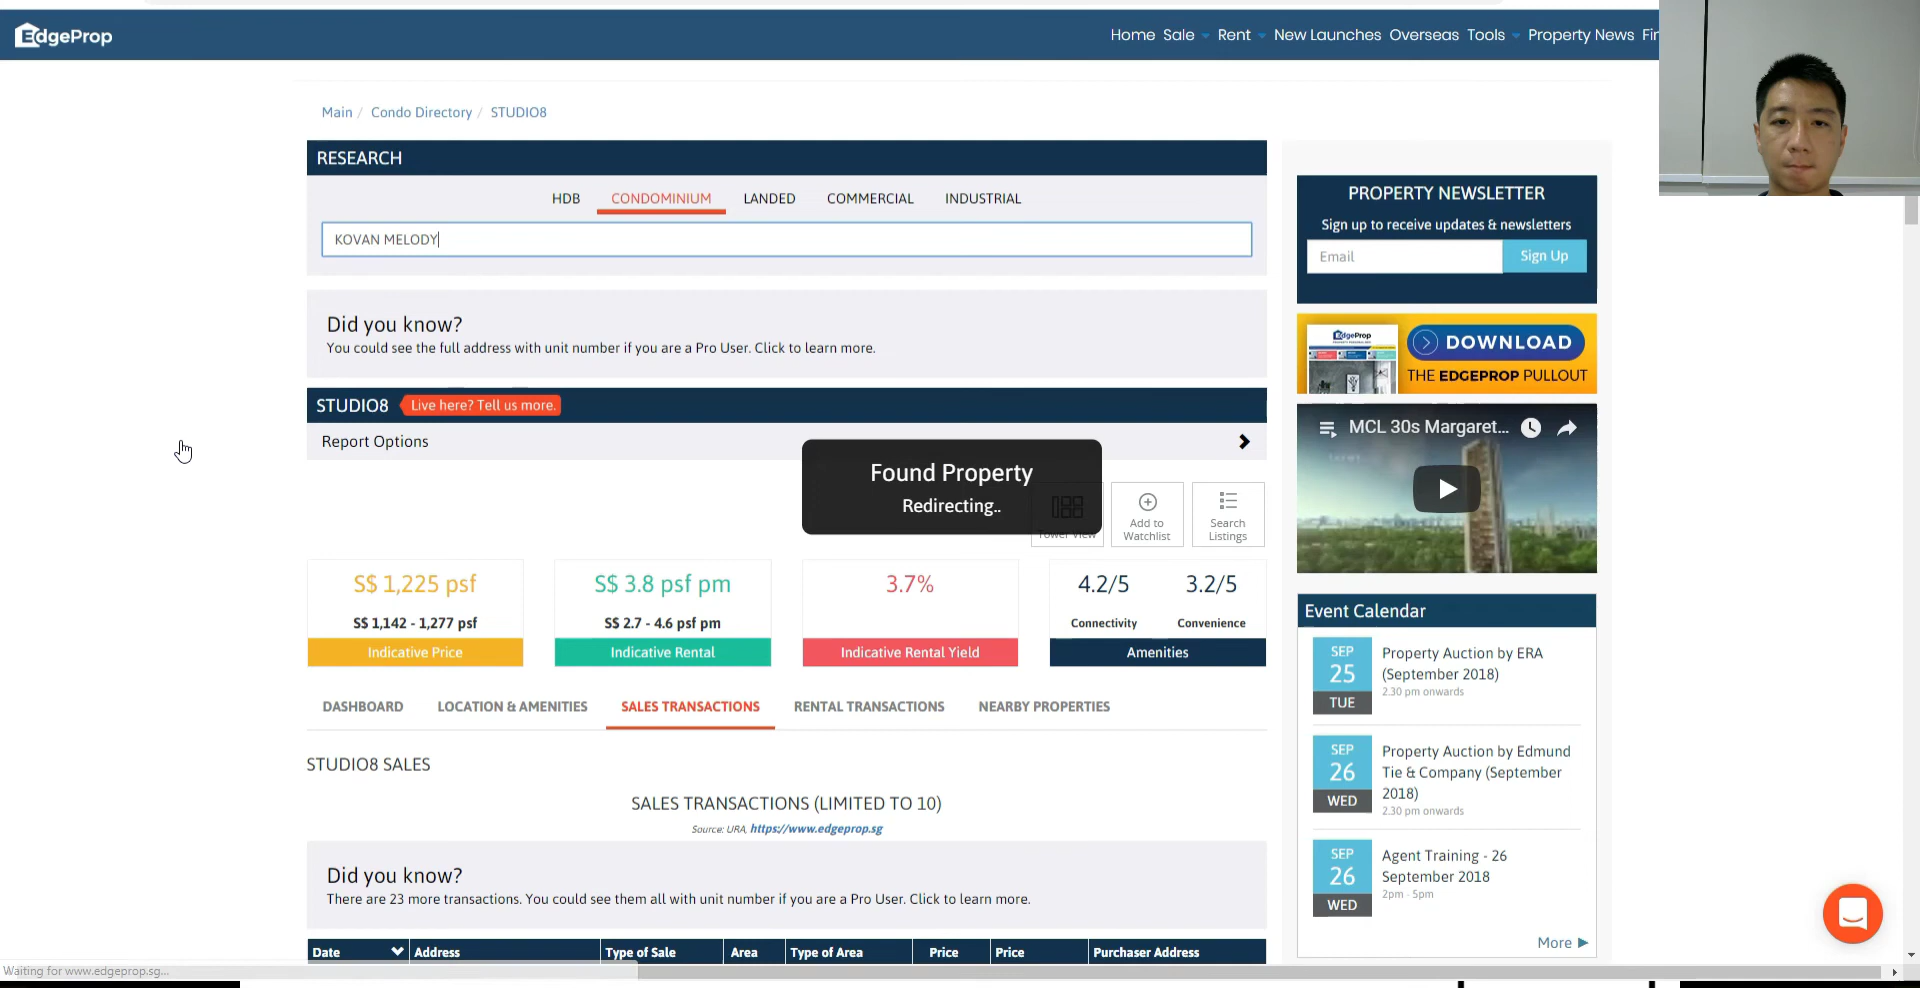 EdgeProp
Home Sale Rent New Launches Overseas Tools Property News Fin
Main / Condo Directory / STUDIO8
RESEARCH
HDB CONDOMINIUM LANDED COMMERCIAL INDUSTRIAL
KOVAN MELODY
Did you know?
You could see the full address with unit number if you are a Pro User. Click to learn more.
STUDIO8 Live here? Tell us more.
Report Options
Found Property
Redirecting..
Tower View
Add to
Watchlist
Search
Listings
S$ 1,225 psf
S$ 1,142 - 1,277 psf
Indicative Price
S$ 3.8 psf pm
S$ 2.7 - 4.6 psf pm
Indicative Rental
3.7%
Indicative Rental Yield
4.2/5 3.2/5
Connectivity Convenience
Amenities
DASHBOARD LOCATION & AMENITIES SALES TRANSACTIONS RENTAL TRANSACTIONS NEARBY PROPERTIES
STUDIO8 SALES
SALES TRANSACTIONS (LIMITED TO 10)
Source: URA, https://www.edgeprop.sg
Did you know?
There are 23 more transactions. You could see them all with unit number if you are a Pro User. Click to learn more.
Date Address Type of Sale Area Type of Area Price Price Purchaser Address
Waiting for www.edgeprop.sg...
PROPERTY NEWSLETTER
Sign up to receive updates & newsletters
Email Sign Up
EdgeProp
DOWNLOAD
THE EDGEPROP PULLOUT
MCL 30s Margaret...
Event Calendar
SEP
25
TUE
Property Auction by ERA
(September 2018)
2.30 pm onwards
SEP
26
WED
Property Auction by Edmund
Tie & Company (September
2018)
2.30 pm onwards
SEP
26
WED
Agent Training - 26
September 2018
2pm - 5pm
More